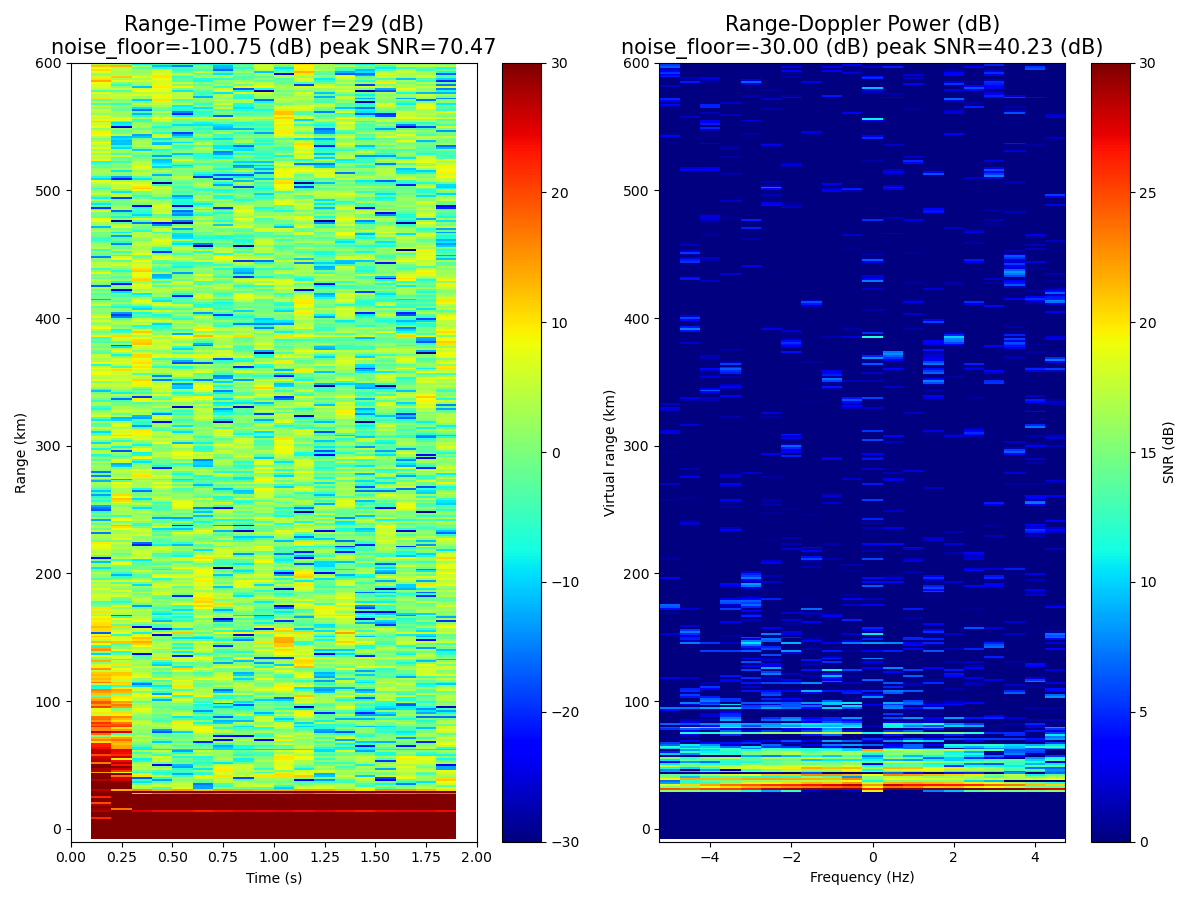 Range-Time Power f=29 (dB)
noise_floor=-100.75 (dB) peak SNR=70.47
Range (km)
600
500
400
300
200
100
0
0.00 0.25 0.50 0.75 1.00 1.25 1.50 1.75 2.00
Time (s)
30
20
10
0
−10
−20
−30
Range-Doppler Power (dB)
noise_floor=-30.00 (dB) peak SNR=40.23 (dB)
Virtual range (km)
600
500
400
300
200
100
0
−4 −2 0 2 4
Frequency (Hz)
30
25
20
15
10
5
0
SNR (dB)